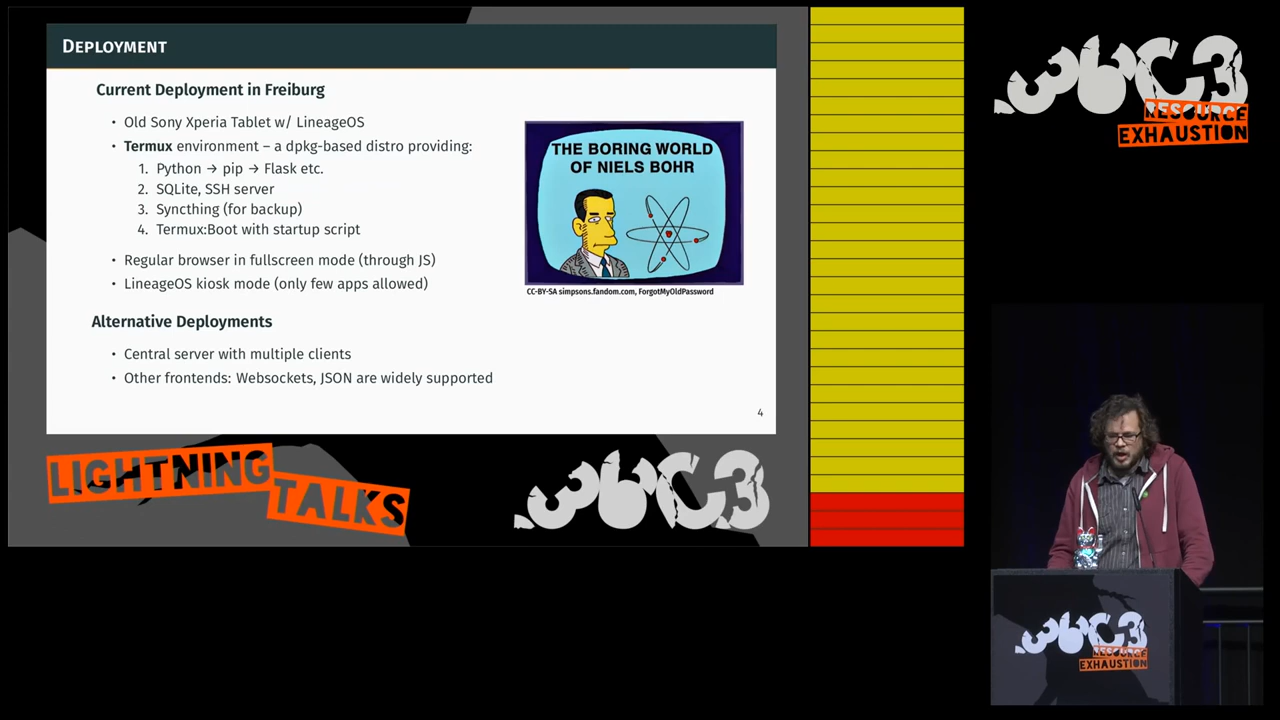 DEPLOYMENT
Current Deployment in Freiburg
• Old Sony Xperia Tablet w/ LineageOS
• Termux environment – a dpkg-based distro providing:
1. Python → pip → Flask etc.
2. SQLite, SSH server
3. Syncthing (for backup)
4. Termux:Boot with startup script
• Regular browser in fullscreen mode (through JS)
• LineageOS kiosk mode (only few apps allowed)
THE BORING WORLD
OF NIELS BOHR
CC-BY-SA simpsons.fandom.com, ForgotMyOldPassword
Alternative Deployments
• Central server with multiple clients
• Other frontends: Websockets, JSON are widely supported
4
LIGHTNING
TALKS
36C3
36C3
RESOURCE
EXHAUSTION
36C3
RESOURCE
EXHAUSTION